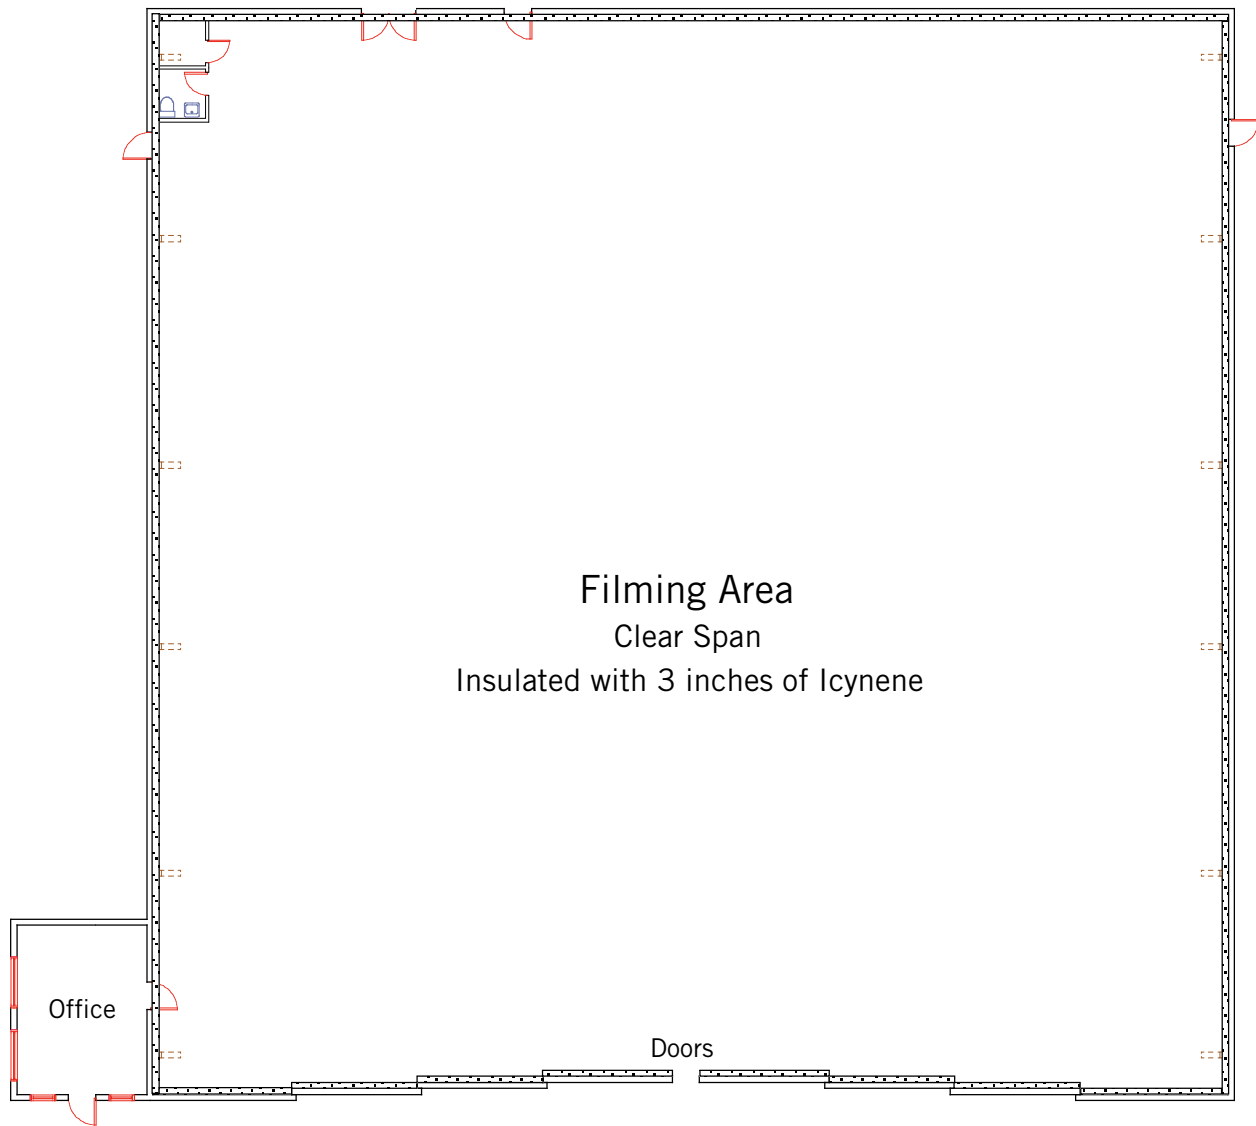 Filming Area
Clear Span
Insulated with 3 inches of Icynene
Office
Doors